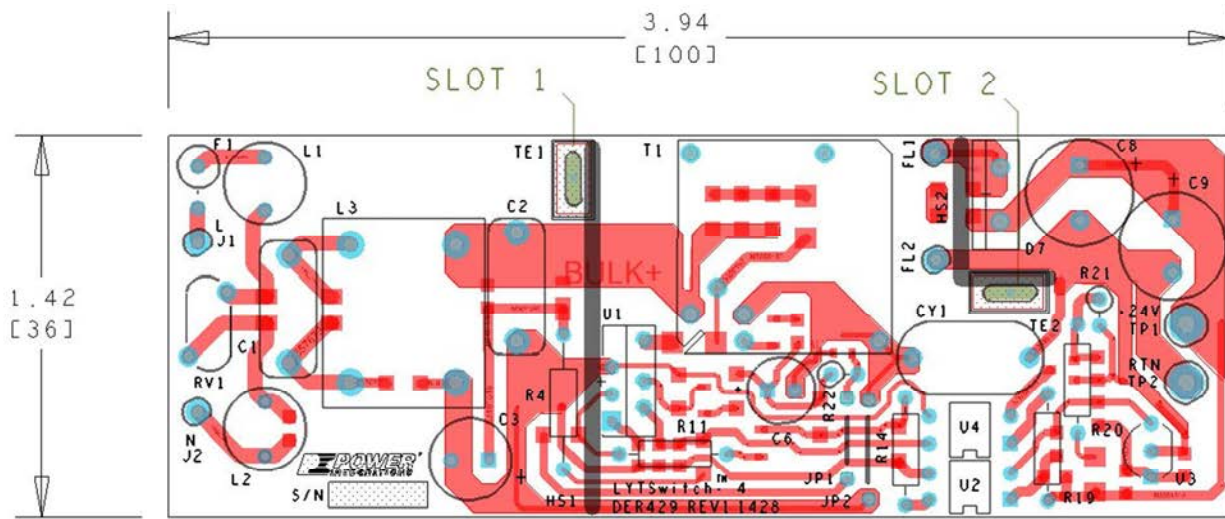 3.94
[100]
SLOT 1
SLOT 2
1.42
[36]
F1
L1
TE1
T1
FL1
C8
C9
L
J1
L3
C2
HS2
BULK+
FL2
D7
R21
C1
U1
CY1
.24V
TP1
TE2
RV1
R4
R22
RTN
TP2
N
J2
C3
R11
C6
R14
U4
R20
L2
POWER
INTEGRATIONS
S/N
HS1
LYTSwitch-™ 4
DER429 REV1 1428
JP1
JP2
U2
R19
U3